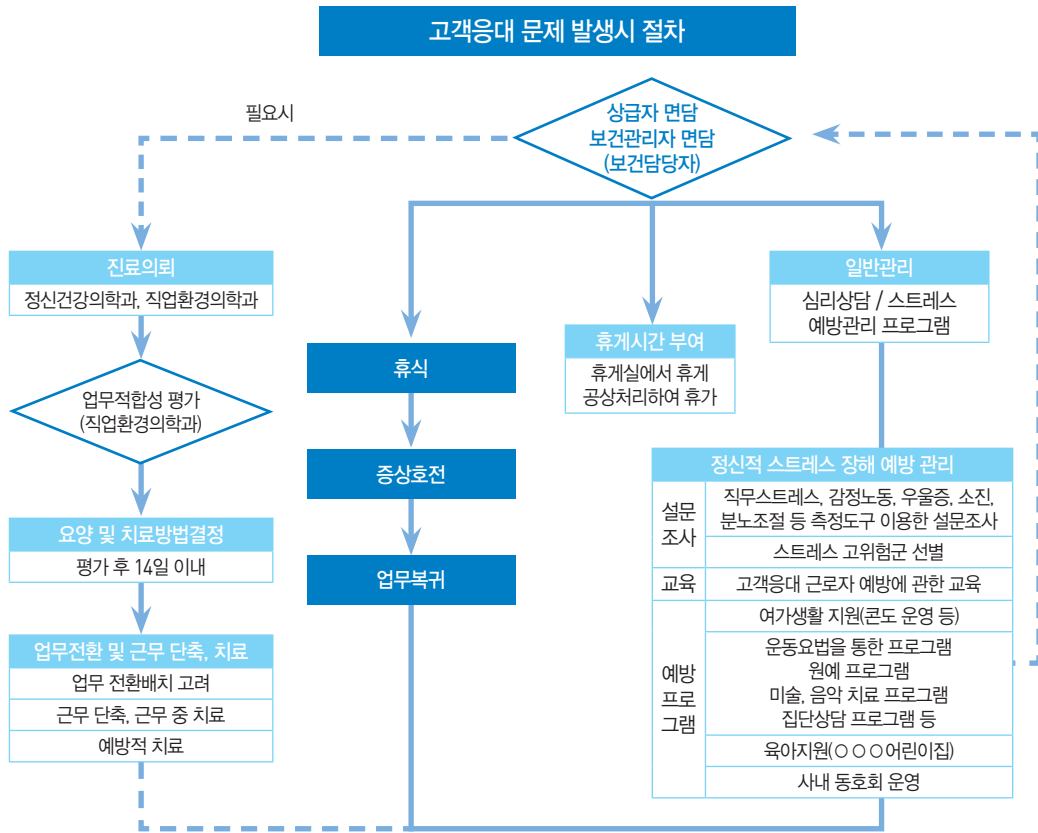 고객응대 문제 발생시 절차
필요시
상급자 면담
보건관리자 면담
(보건담당자)
진료의뢰
정신건강의학과, 직업환경의학과
업무적합성 평가
(직업환경의학과)
요양 및 치료방법결정
평가 후 14일 이내
업무전환 및 근무 단축, 치료
업무 전환배치 고려
근무 단축, 근무 중 치료
예방적 치료
휴식
증상호전
업무복귀
휴게시간 부여
휴게실에서 휴게
공상처리하여 휴가
일반관리
심리상담 / 스트레스
예방관리 프로그램
정신적 스트레스 장해 예방 관리
설문
조사
직무스트레스, 감정노동, 우울증, 소진,
분노조절 등 측정도구 이용한 설문조사
스트레스 고위험군 선별
교육
고객응대 근로자 예방에 관한 교육
예방
프로
그램
여가생활 지원(콘도 운영 등)
운동요법을 통한 프로그램
원예 프로그램
미술, 음악 치료 프로그램
집단상담 프로그램 등
육아지원(○○○어린이집)
사내 동호회 운영